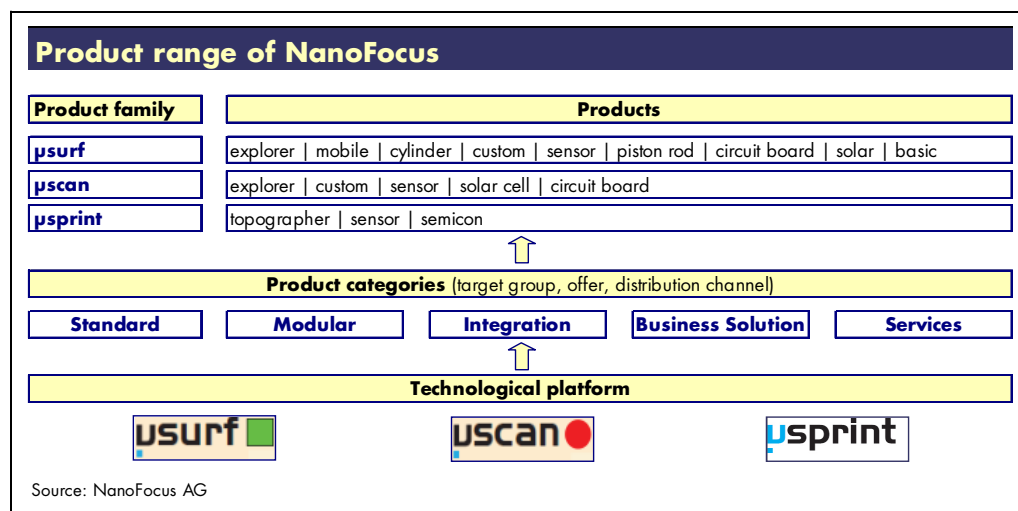 Product range of NanoFocus
Product family Products
µsurf explorer | mobile | cylinder | custom | sensor | piston rod | circuit board | solar | basic
µscan explorer | custom | sensor | solar cell | circuit board
µsprint topographer | sensor | semicon
Product categories (target group, offer, distribution channel)
Standard Modular Integration Business Solution Services
Technological platform
µsurf µscan µsprint
Source: NanoFocus AG